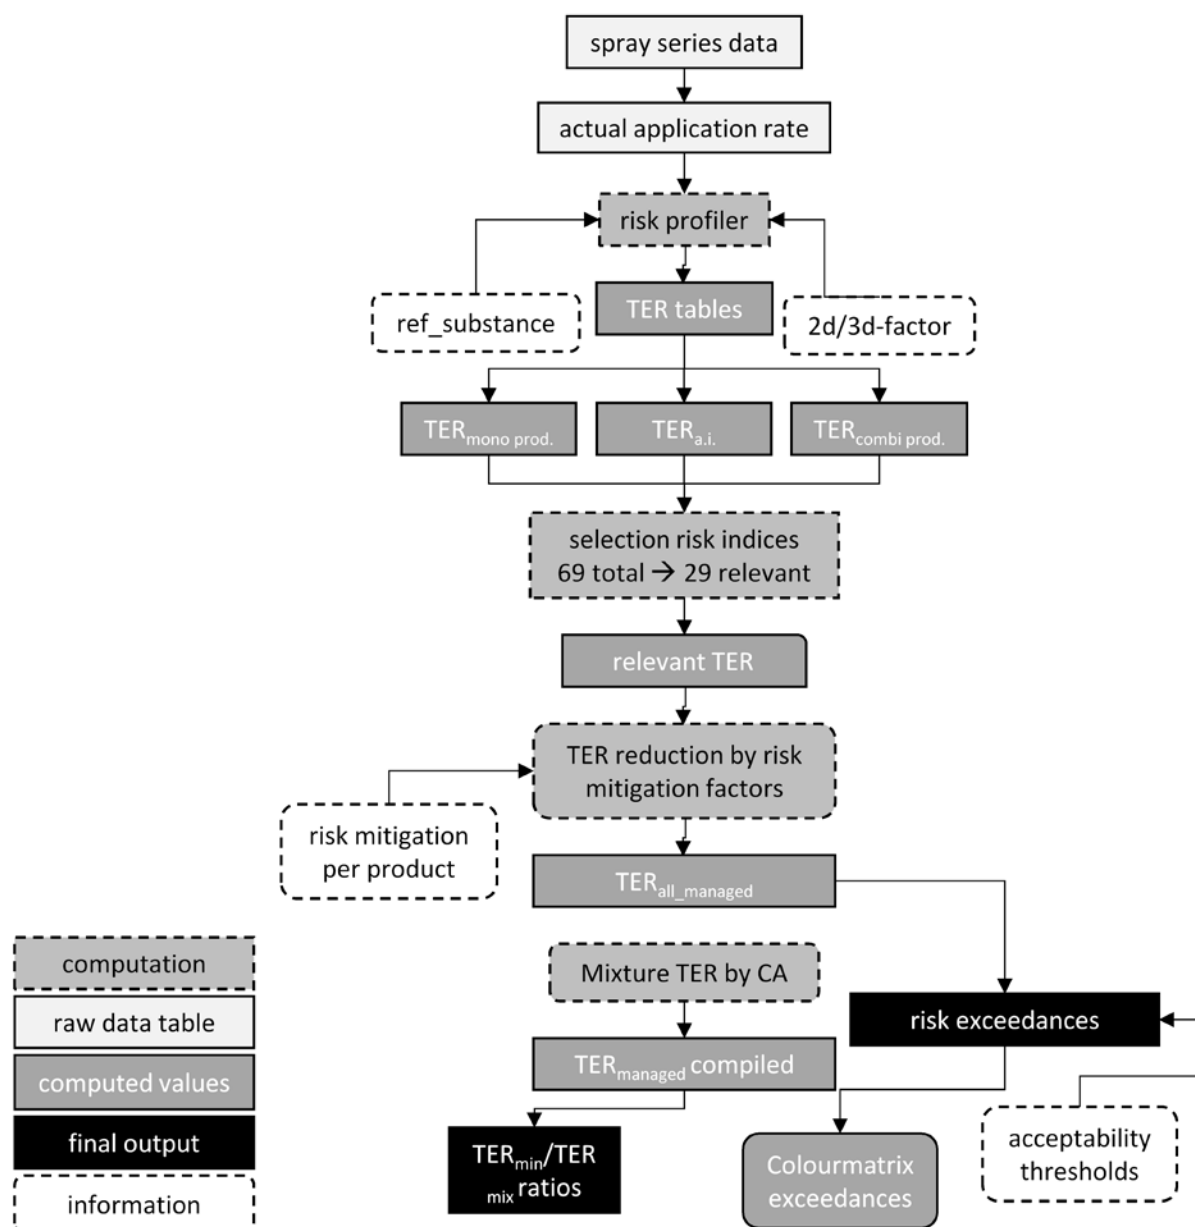 spray series data
actual application rate
risk profiler
ref_substance
TER tables
2d/3d-factor
TERmono prod.
TERa.i.
TERcombi prod.
selection risk indices
69 total → 29 relevant
relevant TER
TER reduction by risk
mitigation factors
risk mitigation
per product
TERall_managed
computation
raw data table
computed values
final output
information
Mixture TER by CA
risk exceedances
TERmanaged compiled
TERmin/TER
mix ratios
Colourmatrix
exceedances
acceptability
thresholds